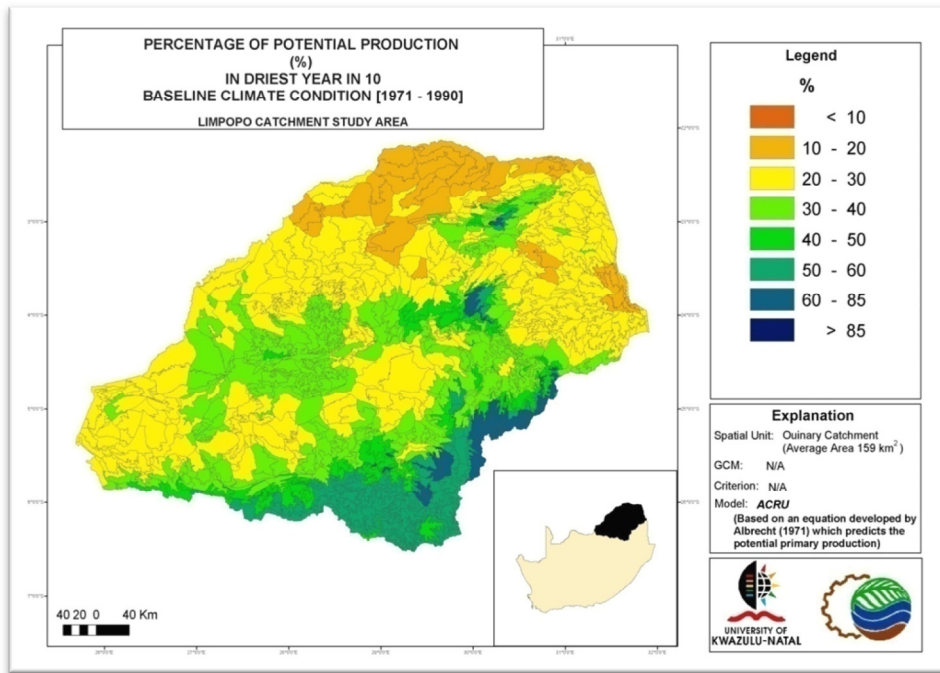 PERCENTAGE OF POTENTIAL PRODUCTION
(%)
IN DRIEST YEAR IN 10
BASELINE CLIMATE CONDITION [1971 - 1990]
LIMPOPO CATCHMENT STUDY AREA
Legend
%
< 10
10 - 20
20 - 30
30 - 40
40 - 50
50 - 60
60 - 85
> 85
Explanation
Spatial Unit: Quinary Catchment
(Average Area 159 km²)
GCM: N/A
Criterion: N/A
Model: ACRU
(Based on an equation developed by
Albrecht (1971) which predicts the
potential primary production)
40 20 0 40 Km
UNIVERSITY OF
KWAZULU-NATAL